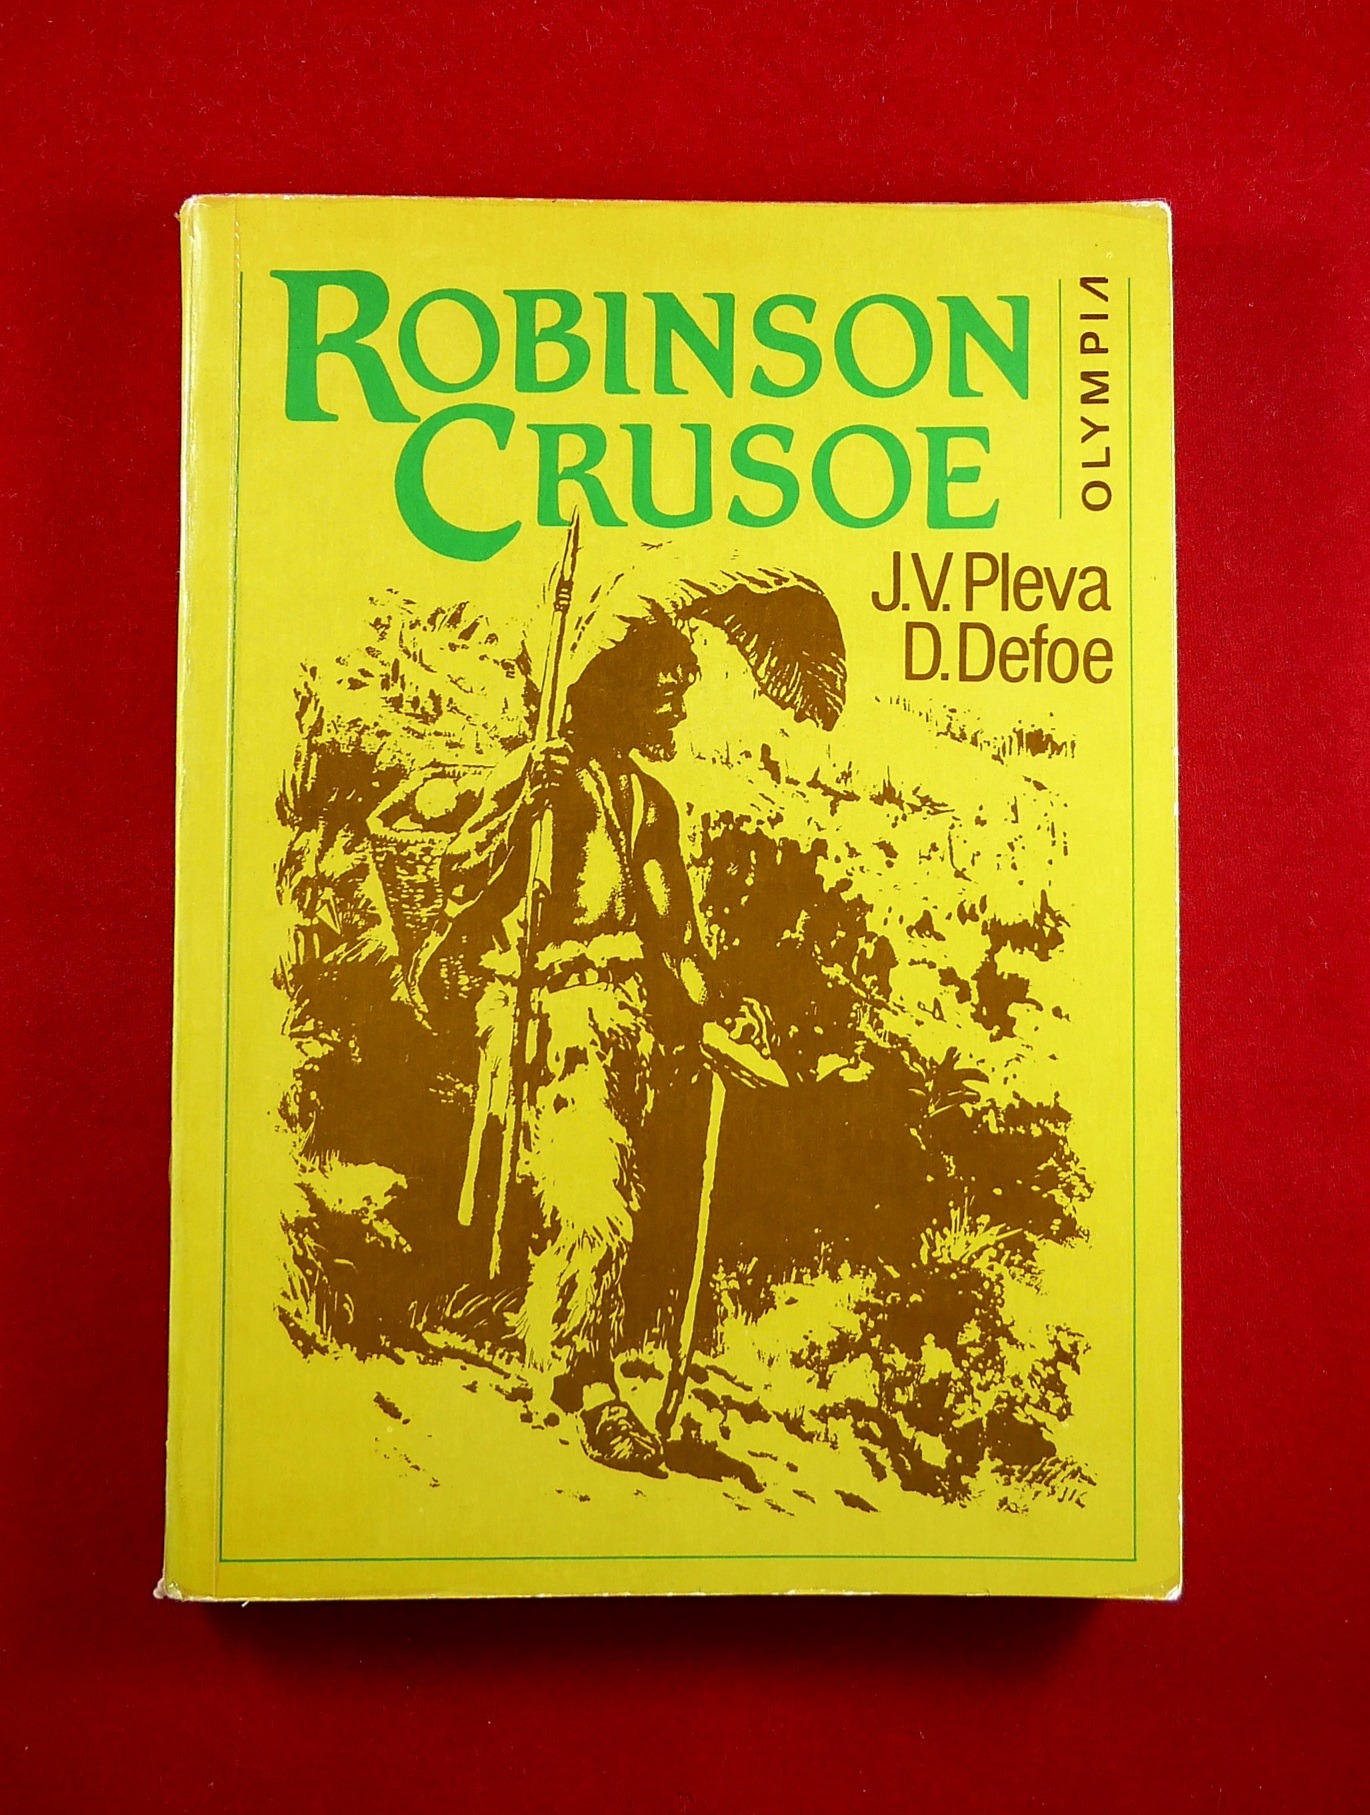 ROBINSON
CRUSOE
OLYMPIA
J.V. Pleva
D. Defoe